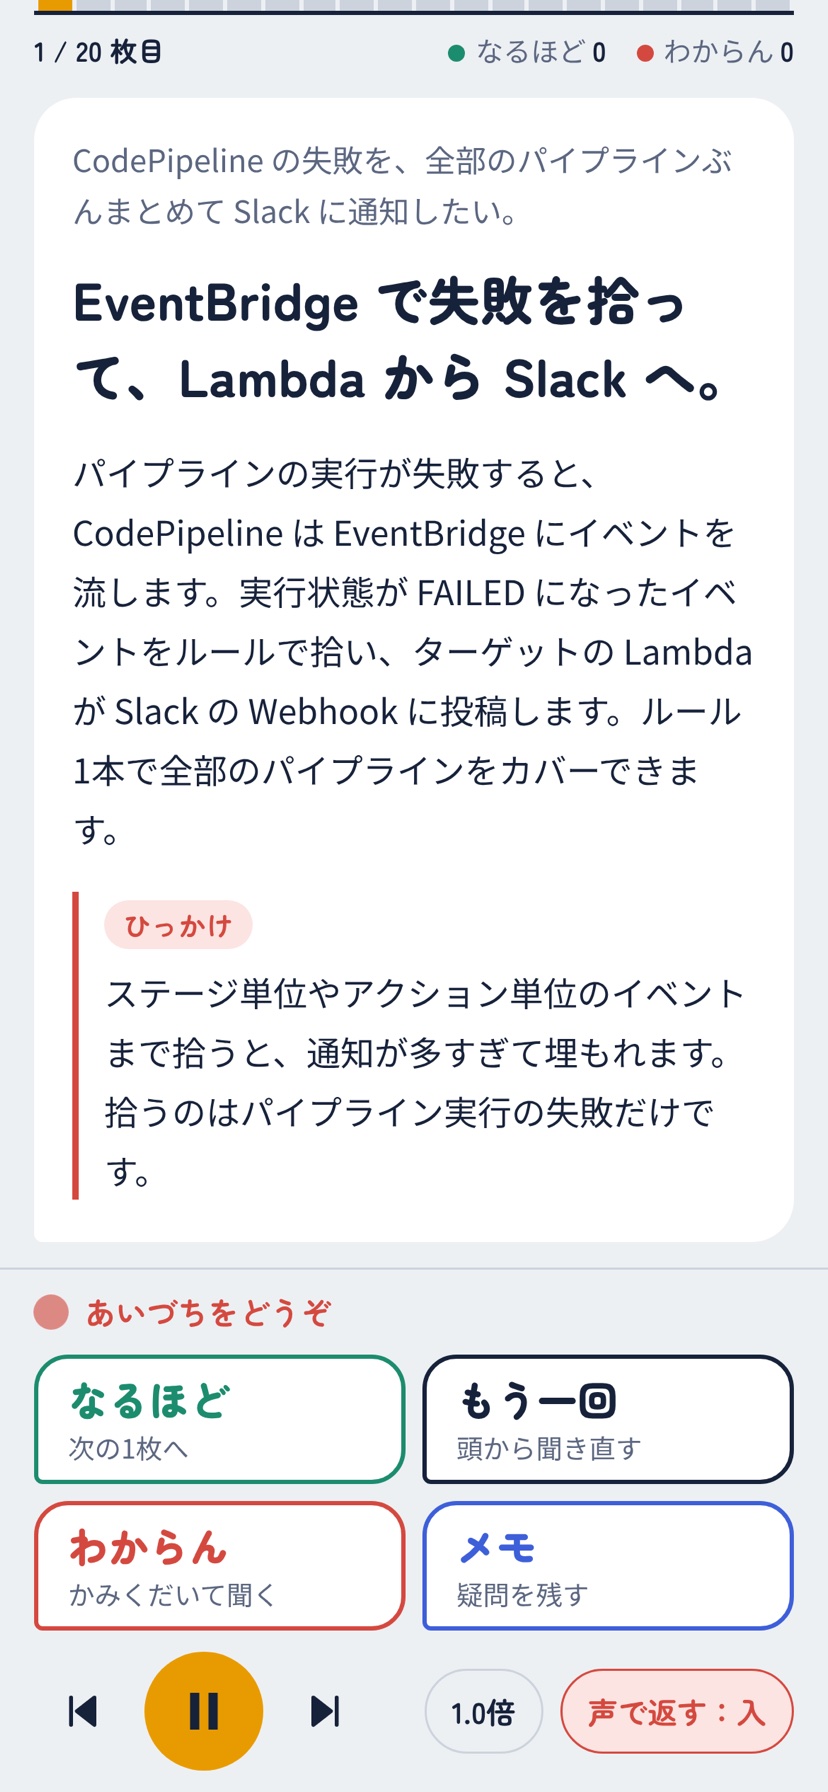 1 / 20 枚目
なるほど 0
わからん 0
CodePipeline の失敗を、全部のパイプラインぶ
んまとめて Slack に通知したい。
EventBridge で失敗を拾っ
て、Lambda から Slack へ。
パイプラインの実行が失敗すると、
CodePipeline は EventBridge にイベントを
流します。実行状態が FAILED になったイベ
ントをルールで拾い、ターゲットの Lambda
が Slack の Webhook に投稿します。ルール
1本で全部のパイプラインをカバーできま
す。
ひっかけ
ステージ単位やアクション単位のイベント
まで拾うと、通知が多すぎて埋もれます。
拾うのはパイプライン実行の失敗だけで
す。
あいづちをどうぞ
なるほど
次の1枚へ
もう一回
頭から聞き直す
わからん
かみくだいて聞く
メモ
疑問を残す
1.0倍
声で返す：入